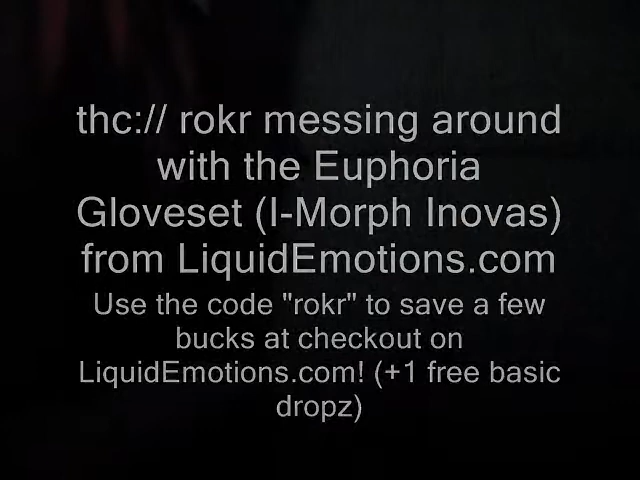 thc:// rokr messing around
with the Euphoria
Gloveset (I-Morph Inovas)
from LiquidEmotions.com
Use the code "rokr" to save a few
bucks at checkout on
LiquidEmotions.com! (+1 free basic
dropz)